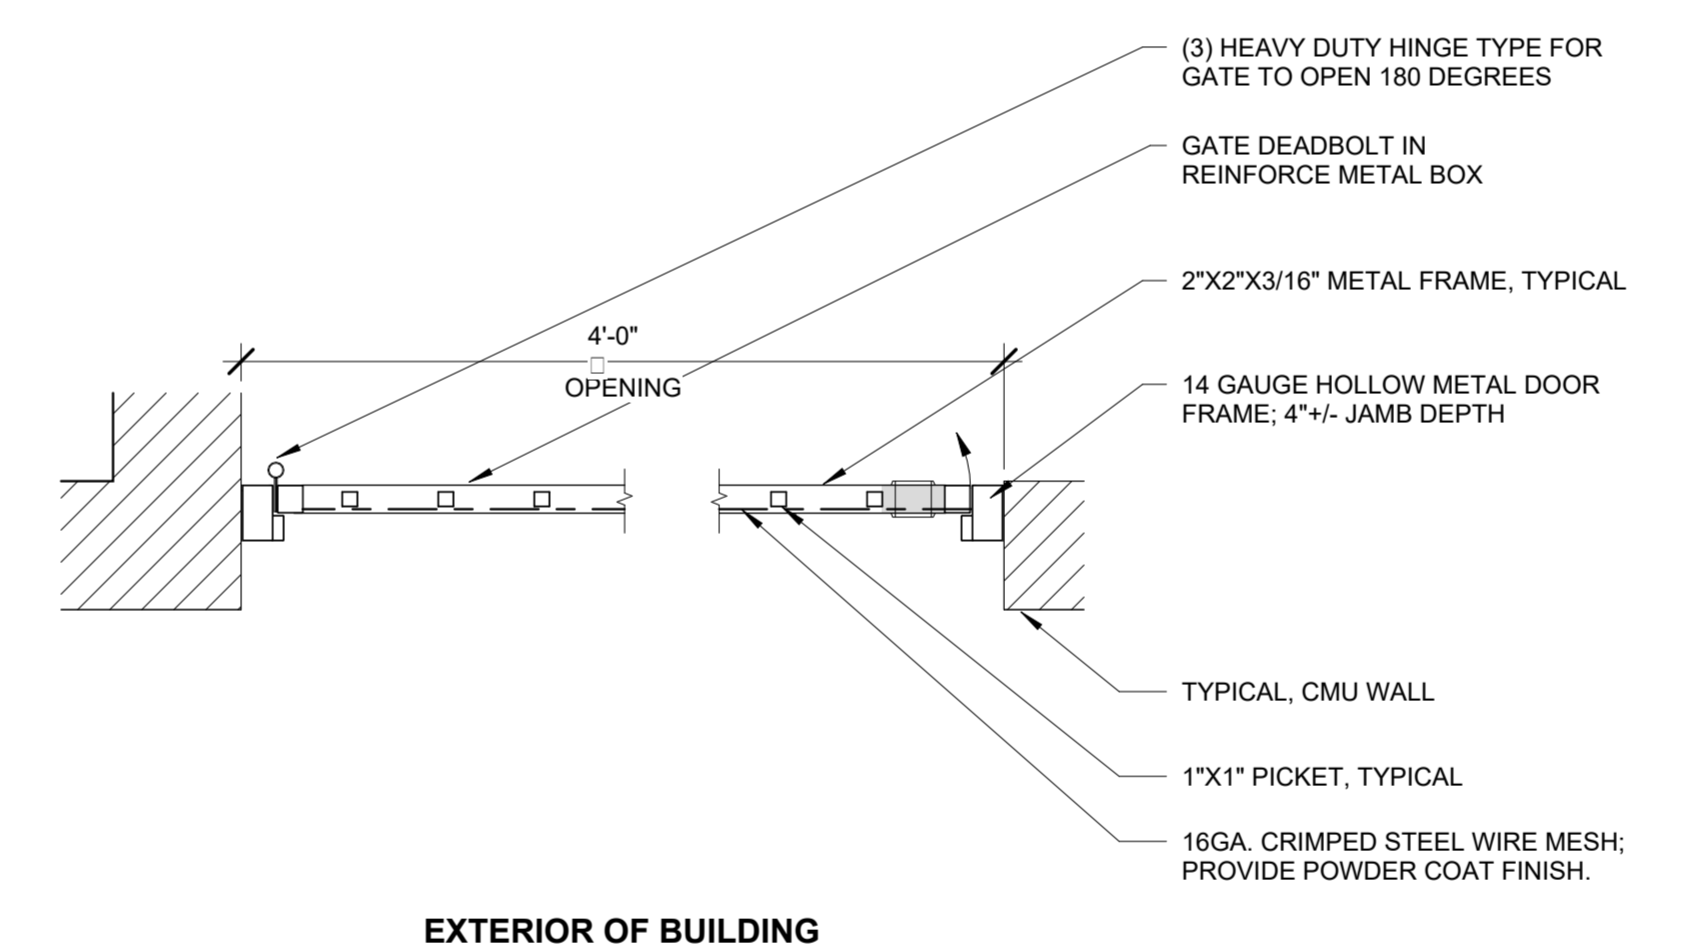 (3) HEAVY DUTY HINGE TYPE FOR
GATE TO OPEN 180 DEGREES
GATE DEADBOLT IN
REINFORCE METAL BOX
2"X2"X3/16" METAL FRAME, TYPICAL
4'-0"
OPENING
14 GAUGE HOLLOW METAL DOOR
FRAME; 4"+/- JAMB DEPTH
TYPICAL, CMU WALL
1"X1" PICKET, TYPICAL
16GA. CRIMPED STEEL WIRE MESH;
PROVIDE POWDER COAT FINISH.
EXTERIOR OF BUILDING